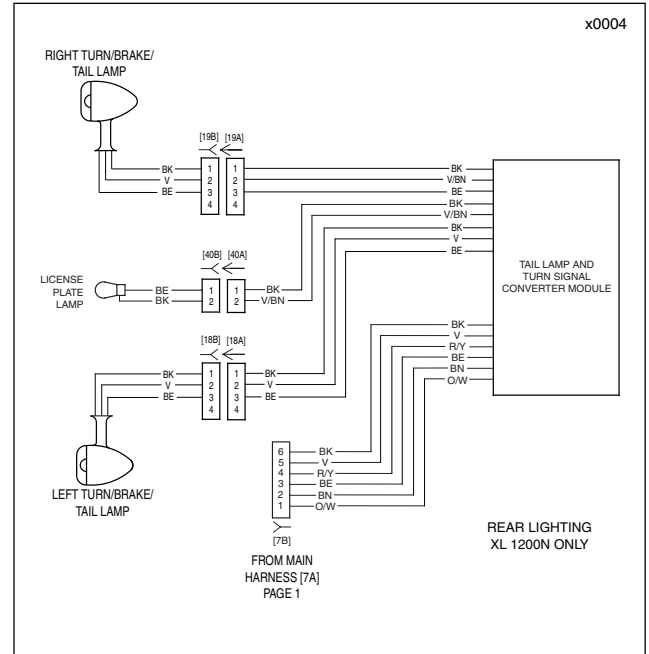 x0004
RIGHT TURN/BRAKE/
TAIL LAMP
[19B] [19A]
BK 1 1 BK BK
V 2 2 V/BN
BE 3 3 BE
4 4
BK
V/BN
BK
V
BE
TAIL LAMP AND
TURN SIGNAL
CONVERTER MODULE
[40B] [40A]
LICENSE
PLATE
LAMP
BE 1 1 BK
BK 2 2 V/BN
[18B] [18A]
BK 1 1 BK
V 2 2 V
BE 3 3 BE
4 4
LEFT TURN/BRAKE/
TAIL LAMP
BK
V
R/Y
BE
BN
O/W
6 BK
5 V
4 R/Y
3 BE
2 BN
1 O/W
[7B]
FROM MAIN
HARNESS [7A]
PAGE 1
REAR LIGHTING
XL 1200N ONLY